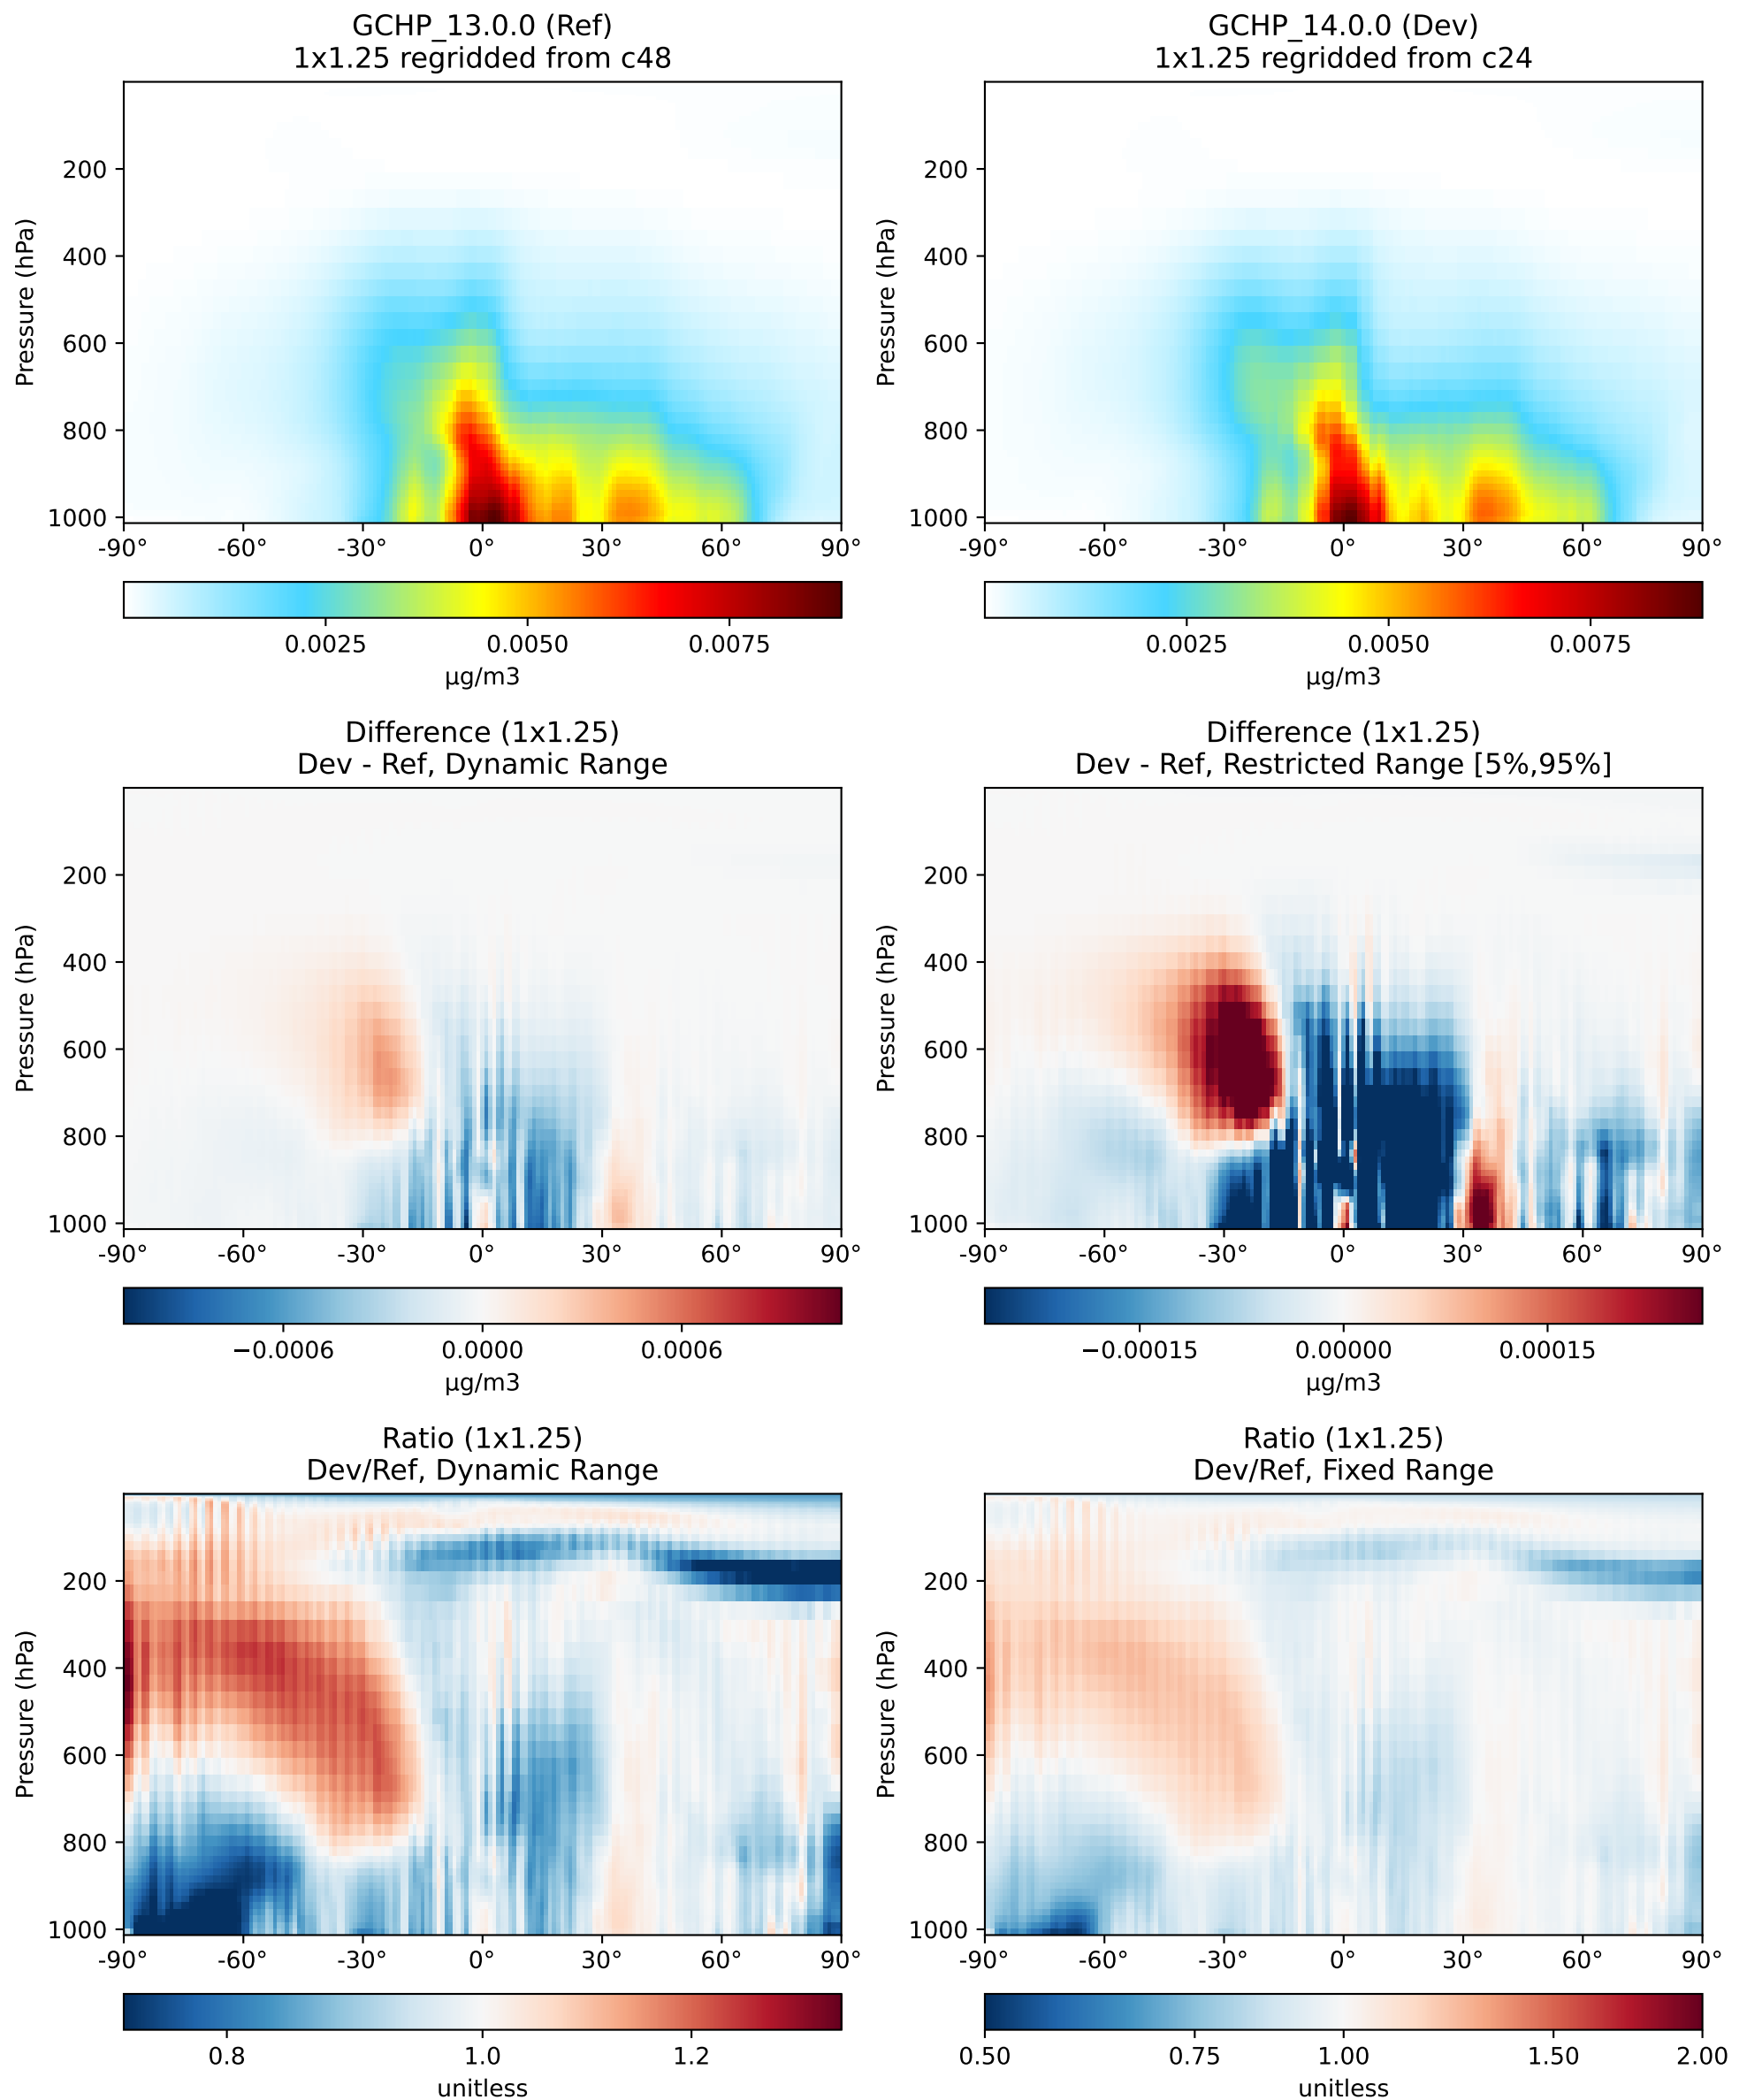 GCHP_13.0.0 (Ref)
1x1.25 regridded from c48
Pressure (hPa)
200
400
600
800
1000
-90° -60° -30° 0° 30° 60° 90°
0.0025 0.0050 0.0075
µg/m3
GCHP_14.0.0 (Dev)
1x1.25 regridded from c24
Pressure (hPa)
200
400
600
800
1000
-90° -60° -30° 0° 30° 60° 90°
0.0025 0.0050 0.0075
µg/m3
Difference (1x1.25)
Dev - Ref, Dynamic Range
Pressure (hPa)
200
400
600
800
1000
-90° -60° -30° 0° 30° 60° 90°
−0.0006 0.0000 0.0006
µg/m3
Difference (1x1.25)
Dev - Ref, Restricted Range [5%,95%]
Pressure (hPa)
200
400
600
800
1000
-90° -60° -30° 0° 30° 60° 90°
−0.00015 0.00000 0.00015
µg/m3
Ratio (1x1.25)
Dev/Ref, Dynamic Range
Pressure (hPa)
200
400
600
800
1000
-90° -60° -30° 0° 30° 60° 90°
0.8 1.0 1.2
unitless
Ratio (1x1.25)
Dev/Ref, Fixed Range
Pressure (hPa)
200
400
600
800
1000
-90° -60° -30° 0° 30° 60° 90°
0.50 0.75 1.00 1.50 2.00
unitless